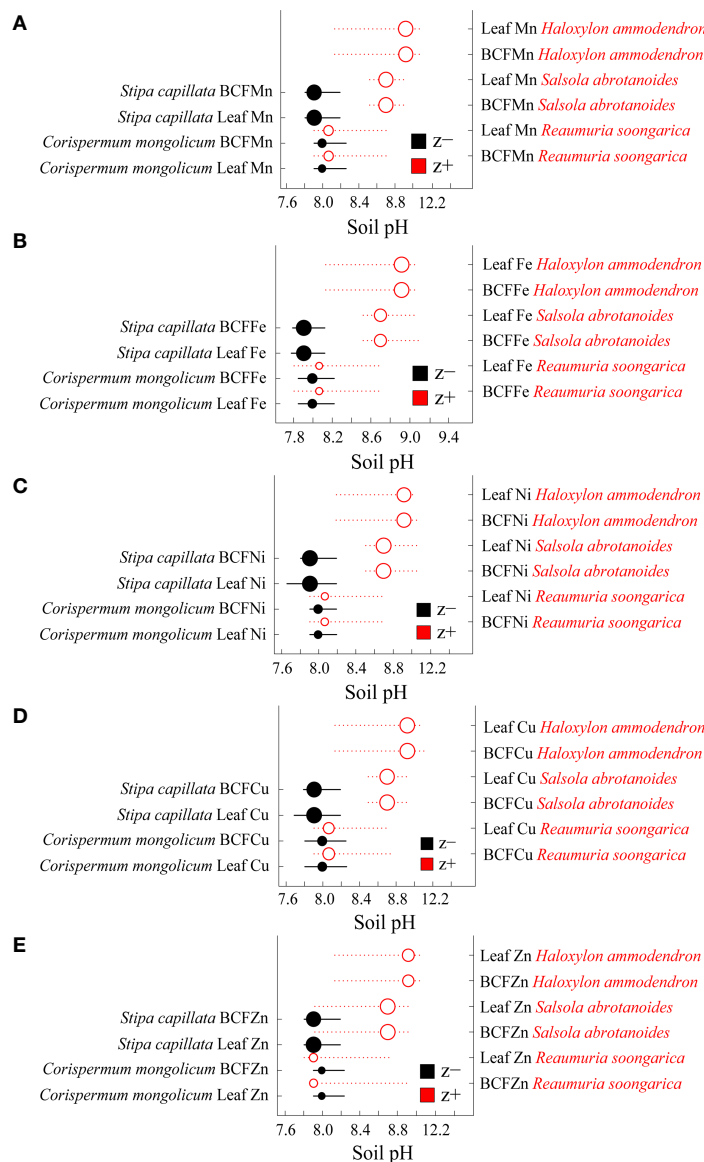 A
Leaf Mn Haloxylon ammodendron
BCFMn Haloxylon ammodendron
Leaf Mn Salsola abrotanoides
Stipa capillata BCFMn
BCFMn Salsola abrotanoides
Stipa capillata Leaf Mn
Leaf Mn Reaumuria soongarica
Corispermum mongolicum BCFMn
z−
BCFMn Reaumuria soongarica
Corispermum mongolicum Leaf Mn
z+
7.6 8.0 8.4 8.8 12.2
Soil pH
B
Leaf Fe Haloxylon ammodendron
BCFFe Haloxylon ammodendron
Leaf Fe Salsola abrotanoides
Stipa capillata BCFFe
BCFFe Salsola abrotanoides
Stipa capillata Leaf Fe
Leaf Fe Reaumuria soongarica
Corispermum mongolicum BCFFe
z−
BCFFe Reaumuria soongarica
Corispermum mongolicum Leaf Fe
z+
7.8 8.2 8.6 9.0 9.4
Soil pH
C
Leaf Ni Haloxylon ammodendron
BCFNi Haloxylon ammodendron
Leaf Ni Salsola abrotanoides
Stipa capillata BCFNi
BCFNi Salsola abrotanoides
Stipa capillata Leaf Ni
Leaf Ni Reaumuria soongarica
Corispermum mongolicum BCFNi
z−
BCFNi Reaumuria soongarica
Corispermum mongolicum Leaf Ni
z+
7.6 8.0 8.4 8.8 12.2
Soil pH
D
Leaf Cu Haloxylon ammodendron
BCFCu Haloxylon ammodendron
Leaf Cu Salsola abrotanoides
Stipa capillata BCFCu
BCFCu Salsola abrotanoides
Stipa capillata Leaf Cu
Leaf Cu Reaumuria soongarica
Corispermum mongolicum BCFCu
z−
BCFCu Reaumuria soongarica
Corispermum mongolicum Leaf Cu
z+
7.6 8.0 8.4 8.8 12.2
Soil pH
E
Leaf Zn Haloxylon ammodendron
BCFZn Haloxylon ammodendron
Leaf Zn Salsola abrotanoides
Stipa capillata BCFZn
BCFZn Salsola abrotanoides
Stipa capillata Leaf Zn
Leaf Zn Reaumuria soongarica
Corispermum mongolicum BCFZn
z−
BCFZn Reaumuria soongarica
Corispermum mongolicum Leaf Zn
z+
7.6 8.0 8.4 8.8 12.2
Soil pH